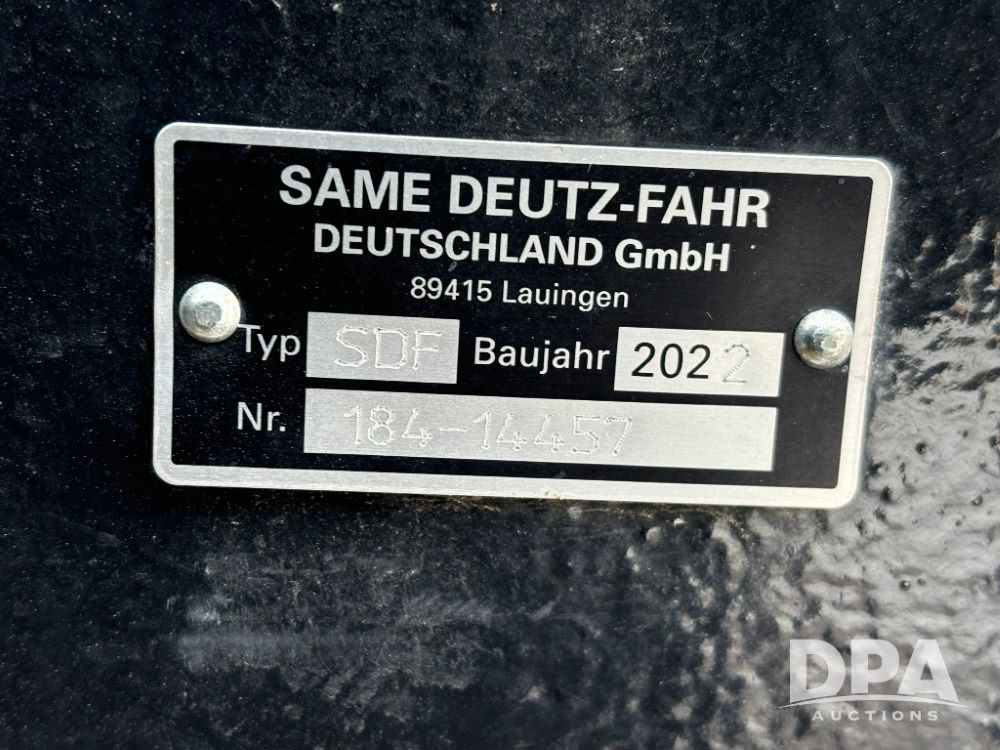 SAME DEUTZ-FAHR
DEUTSCHLAND GmbH
89415 Lauingen
Typ SDF Baujahr 2022
Nr. 184-14457
DPA
AUCTIONS